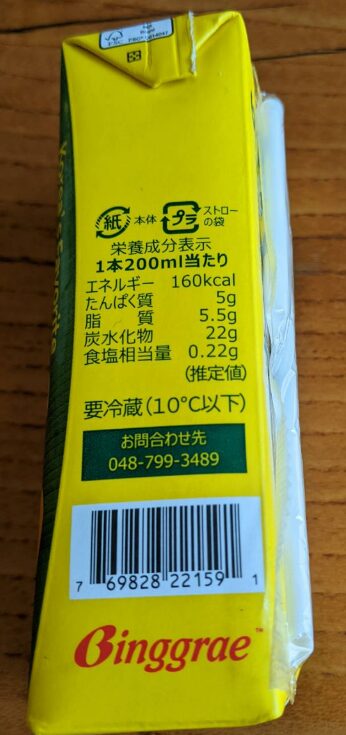 紙 本体 プラ ストロー
の袋
栄養成分表示
1本200ml当たり
エネルギー 160kcal
たんぱく質 5g
脂 質 5.5g
炭水化物 22g
食塩相当量 0.22g
(推定値)
要冷蔵(10℃以下)
お問合わせ先
048-799-3489
7 69828 22159 1
Binggrae™